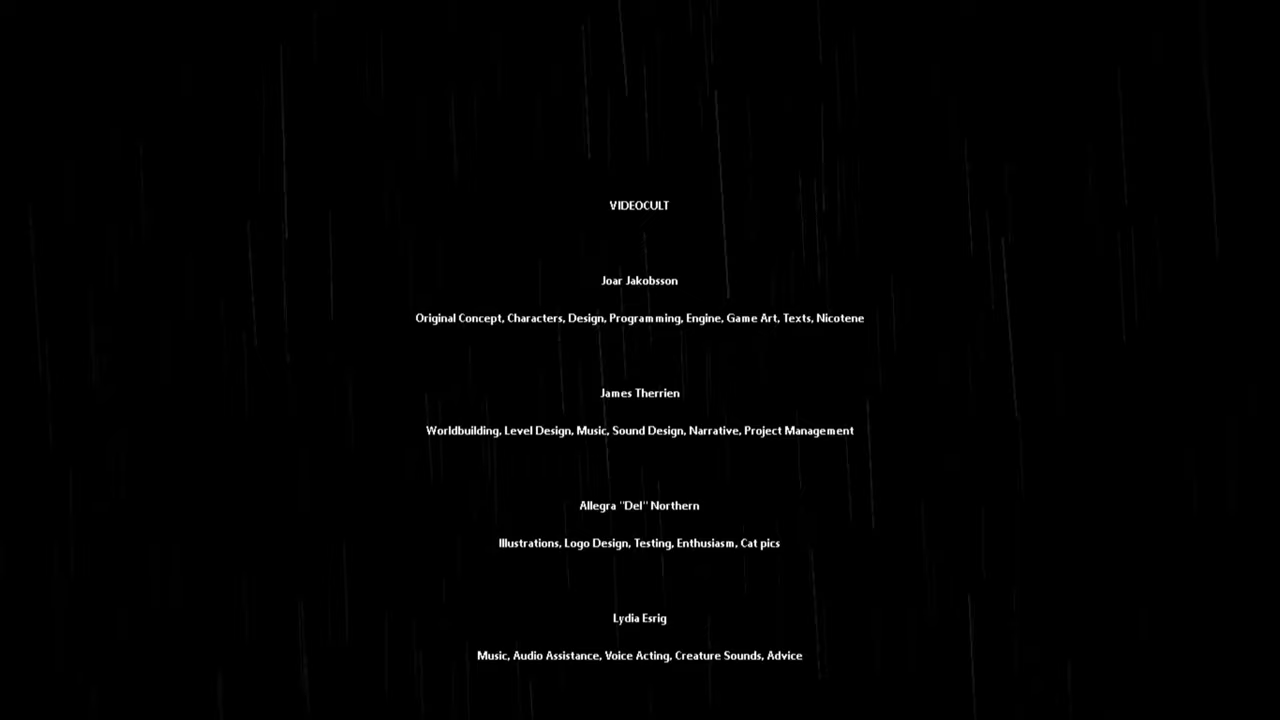 VIDEOCULT
Joar Jakobsson
Original Concept, Characters, Design, Programming, Engine, Game Art, Texts, Nicotene
James Therrien
Worldbuilding, Level Design, Music, Sound Design, Narrative, Project Management
Allegra "Del" Northern
Illustrations, Logo Design, Testing, Enthusiasm, Cat pics
Lydia Esrig
Music, Audio Assistance, Voice Acting, Creature Sounds, Advice